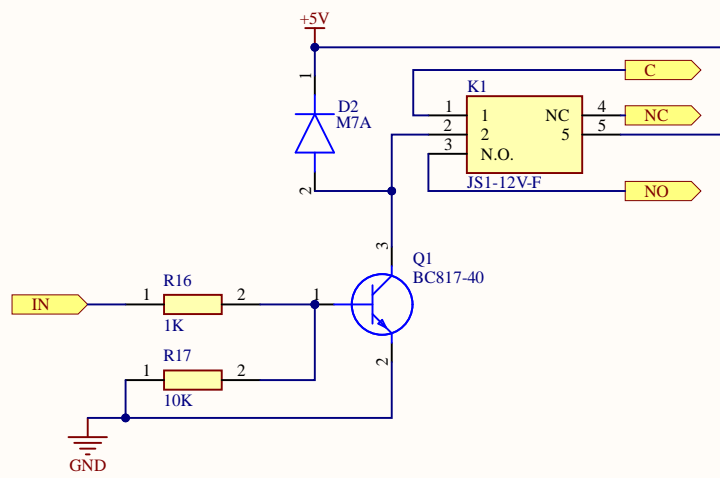 +5V
1
D2
M7A
2
C
K1
1
1
NC
4
NC
2
2
5
5
3
N.O.
JS1-12V-F
NO
3
Q1
BC817-40
R16
IN
1
2
1
1K
R17
1
2
2
10K
GND